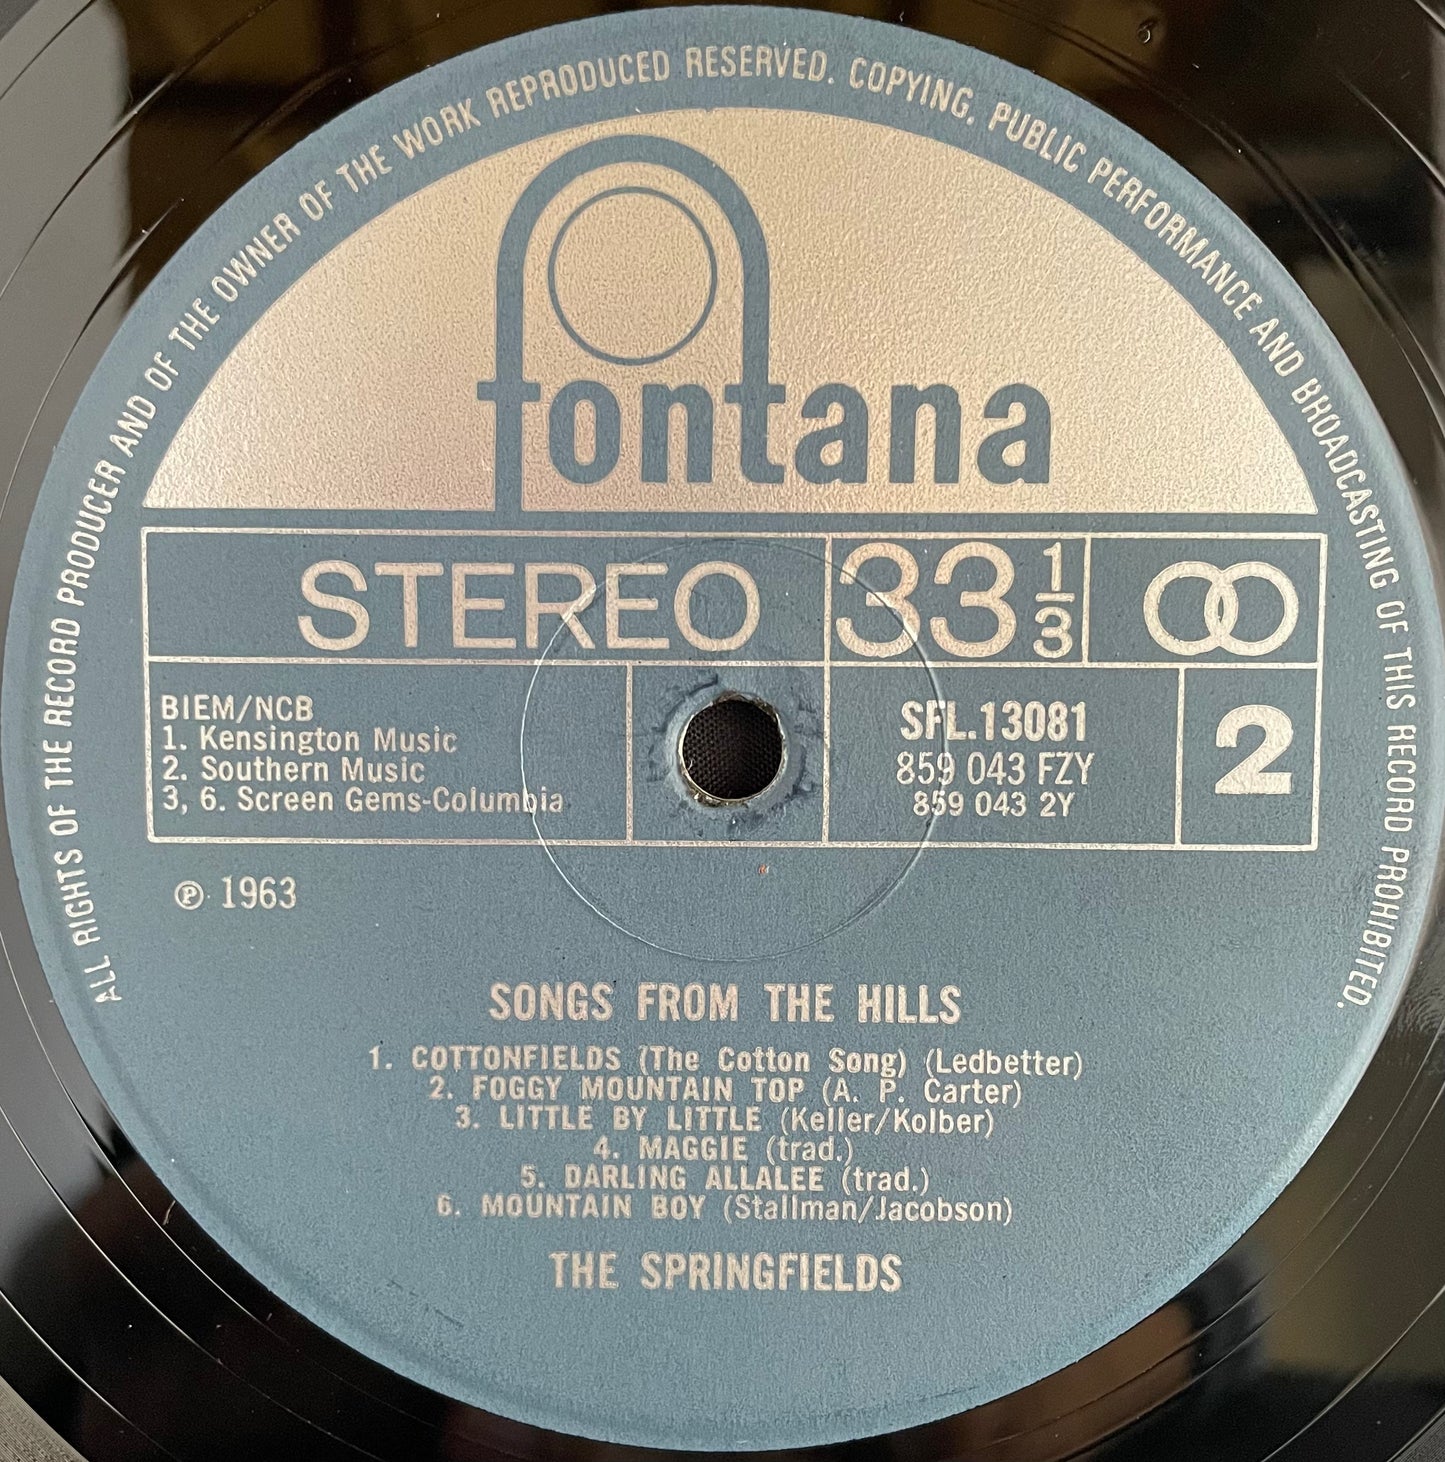 ALL RIGHTS OF THE RECORD PRODUCER AND OF THE OWNER OF THE WORK REPRODUCED RESERVED. COPYING, PUBLIC PERFORMANCE AND BROADCASTING OF THIS RECORD PROHIBITED.
fontana
STEREO 33 1/3
BIEM/NCB
1. Kensington Music
2. Southern Music
3, 6. Screen Gems-Columbia
SFL.13081
859 043 FZY
859 043 2Y
2
℗ 1963
SONGS FROM THE HILLS
1. COTTONFIELDS (The Cotton Song) (Ledbetter)
2. FOGGY MOUNTAIN TOP (A. P. Carter)
3. LITTLE BY LITTLE (Keller/Kolber)
4. MAGGIE (trad.)
5. DARLING ALLALEE (trad.)
6. MOUNTAIN BOY (Stallman/Jacobson)
THE SPRINGFIELDS